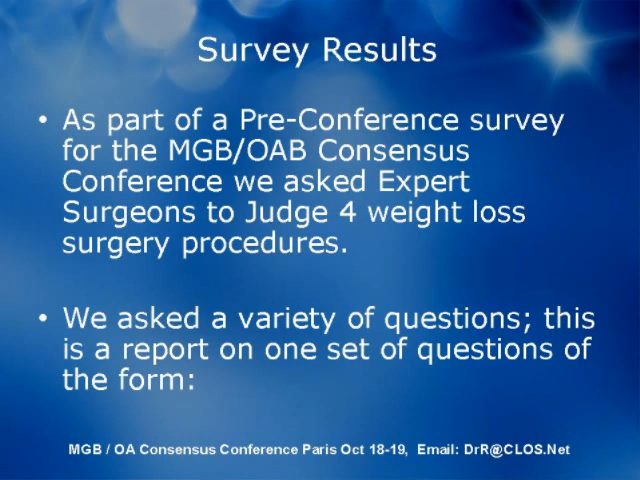 Survey Results
• As part of a Pre-Conference survey
for the MGB/OAB Consensus
Conference we asked Expert
Surgeons to Judge 4 weight loss
surgery procedures.
• We asked a variety of questions; this
is a report on one set of questions of
the form:
MGB / OA Consensus Conference Paris Oct 18-19, Email: DrR@CLOS.Net